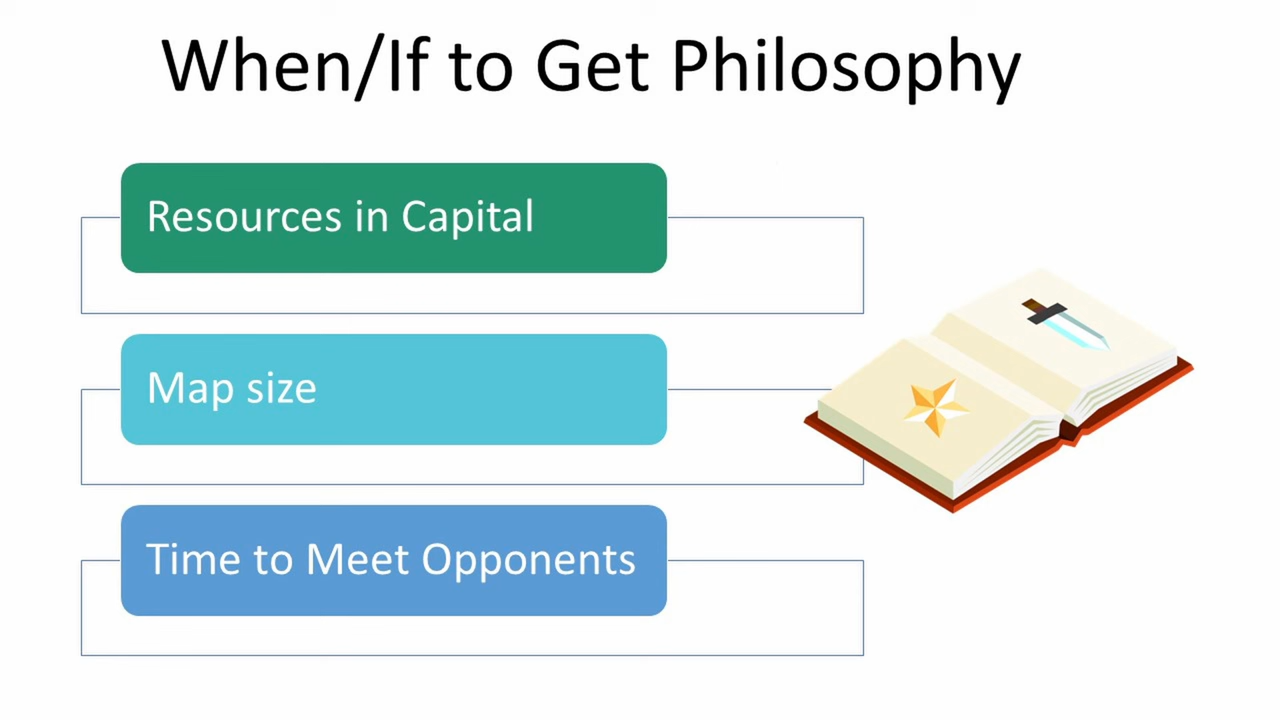 When/If to Get Philosophy
Resources in Capital
Map size
Time to Meet Opponents